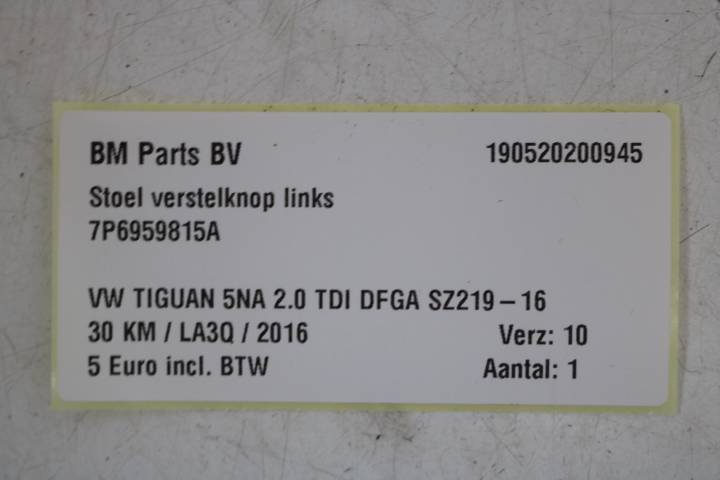 BM Parts BV 190520200945
Stoel verstelknop links
7P6959815A
VW TIGUAN 5NA 2.0 TDI DFGA SZ219-16
30 KM / LA3Q / 2016 Verz: 10
5 Euro incl. BTW Aantal: 1